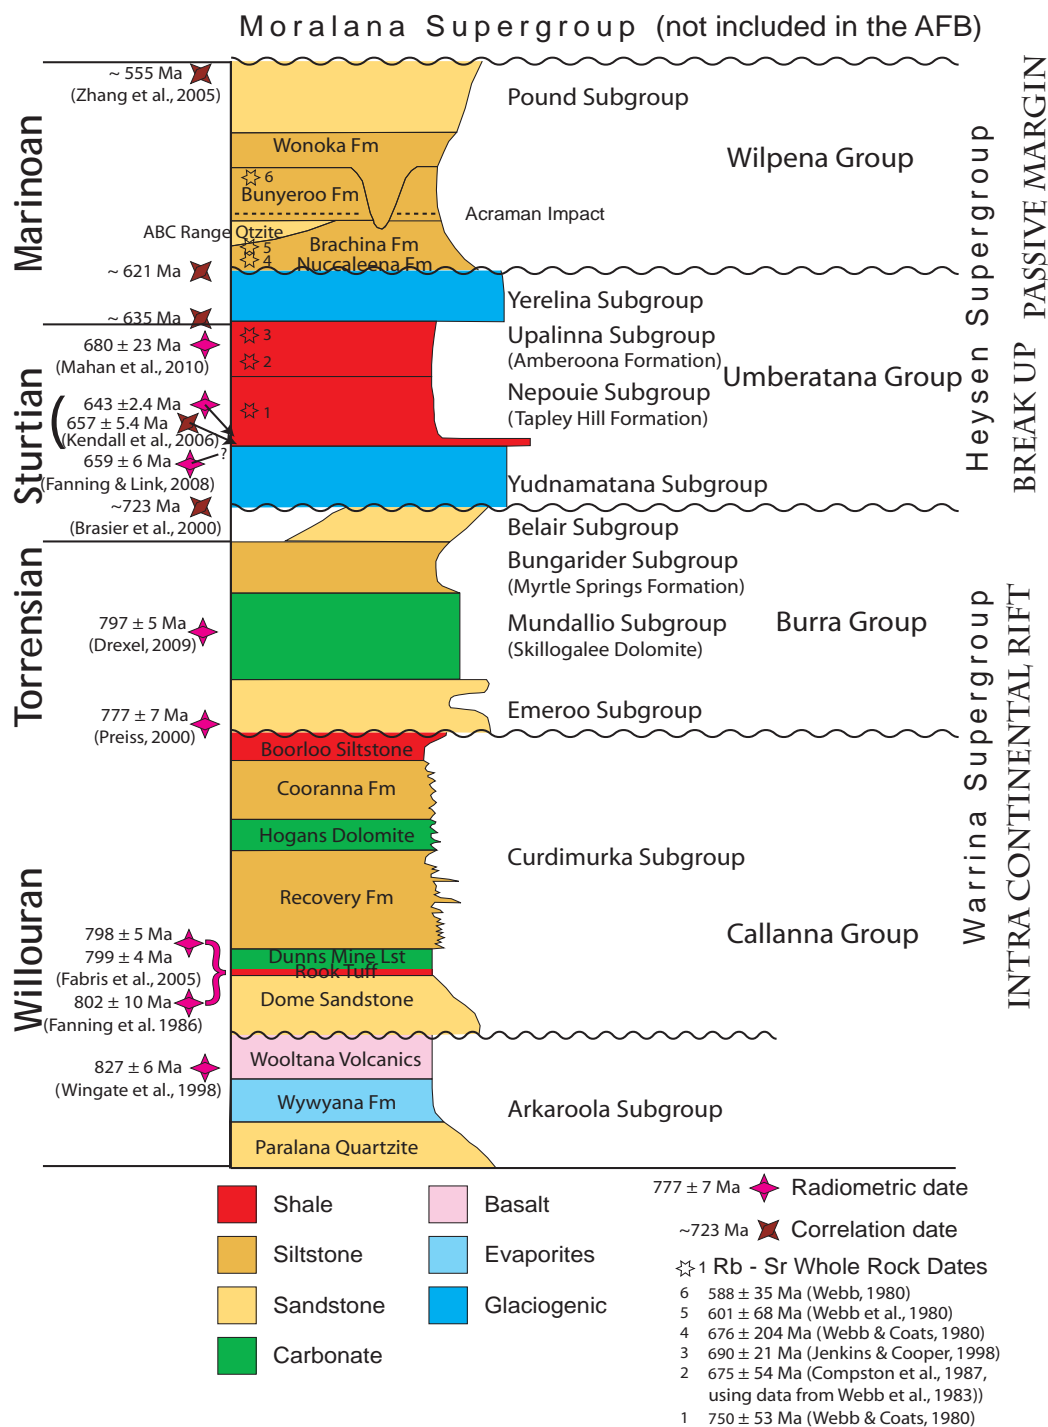 Moralana Supergroup (not included in the AFB)
~ 555 Ma
(Zhang et al., 2005)
Pound Subgroup
Wonoka Fm
Wilpena Group
6
Bunyeroo Fm
Acraman Impact
ABC Range Qtzite
Brachina Fm
5
4
Nuccaleena Fm
~ 621 Ma
Yerelina Subgroup
~ 635 Ma
Marinoan
3
Upalinna Subgroup
(Amberoona Formation)
680 ± 23 Ma
(Mahan et al., 2010)
2
Umberatana Group
Nepouie Subgroup
(Tapley Hill Formation)
643 ±2.4 Ma
1
657 ± 5.4 Ma
(Kendall et al., 2006)
?
659 ± 6 Ma
(Fanning & Link, 2008)
Yudnamatana Subgroup
~723 Ma
(Brasier et al., 2000)
Sturtian
Belair Subgroup
Bungarider Subgroup
(Myrtle Springs Formation)
797 ± 5 Ma
(Drexel, 2009)
Mundallio Subgroup
(Skillogalee Dolomite)
Burra Group
777 ± 7 Ma
(Preiss, 2000)
Emeroo Subgroup
Torrensian
Boorloo Siltstone
Cooranna Fm
Hogans Dolomite
Curdimurka Subgroup
Recovery Fm
Callanna Group
798 ± 5 Ma
799 ± 4 Ma
(Fabris et al., 2005)
802 ± 10 Ma
(Fanning et al. 1986)
Dunns Mine Lst
Rook Tuff
Dome Sandstone
827 ± 6 Ma
(Wingate et al., 1998)
Wooltana Volcanics
Wywyana Fm
Arkaroola Subgroup
Paralana Quartzite
Willouran
Heysen Supergroup
Warrina Supergroup
PASSIVE MARGIN
BREAK UP
INTRA CONTINENTAL RIFT
Shale
Siltstone
Sandstone
Carbonate
Basalt
Evaporites
Glaciogenic
777 ± 7 Ma Radiometric date
~723 Ma Correlation date
1 Rb - Sr Whole Rock Dates
6 588 ± 35 Ma (Webb, 1980)
5 601 ± 68 Ma (Webb et al., 1980)
4 676 ± 204 Ma (Webb & Coats, 1980)
3 690 ± 21 Ma (Jenkins & Cooper, 1998)
2 675 ± 54 Ma (Compston et al., 1987,
using data from Webb et al., 1983))
1 750 ± 53 Ma (Webb & Coats, 1980)